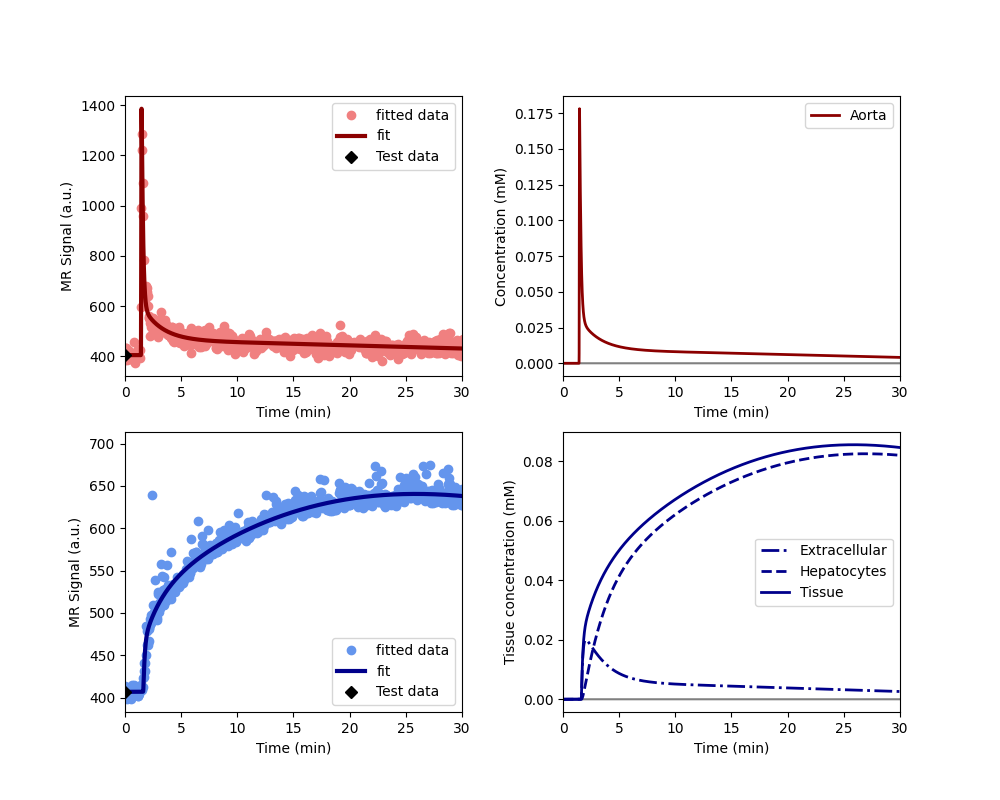 1400
1200
1000
800
600
400
MR Signal (a.u.)
0 5 10 15 20 25 30
Time (min)
fitted data
fit
Test data
0.175
0.150
0.125
0.100
0.075
0.050
0.025
0.000
Concentration (mM)
0 5 10 15 20 25 30
Time (min)
Aorta
700
650
600
550
500
450
400
MR Signal (a.u.)
0 5 10 15 20 25 30
Time (min)
fitted data
fit
Test data
0.08
0.06
0.04
0.02
0.00
Tissue concentration (mM)
0 5 10 15 20 25 30
Time (min)
Extracellular
Hepatocytes
Tissue